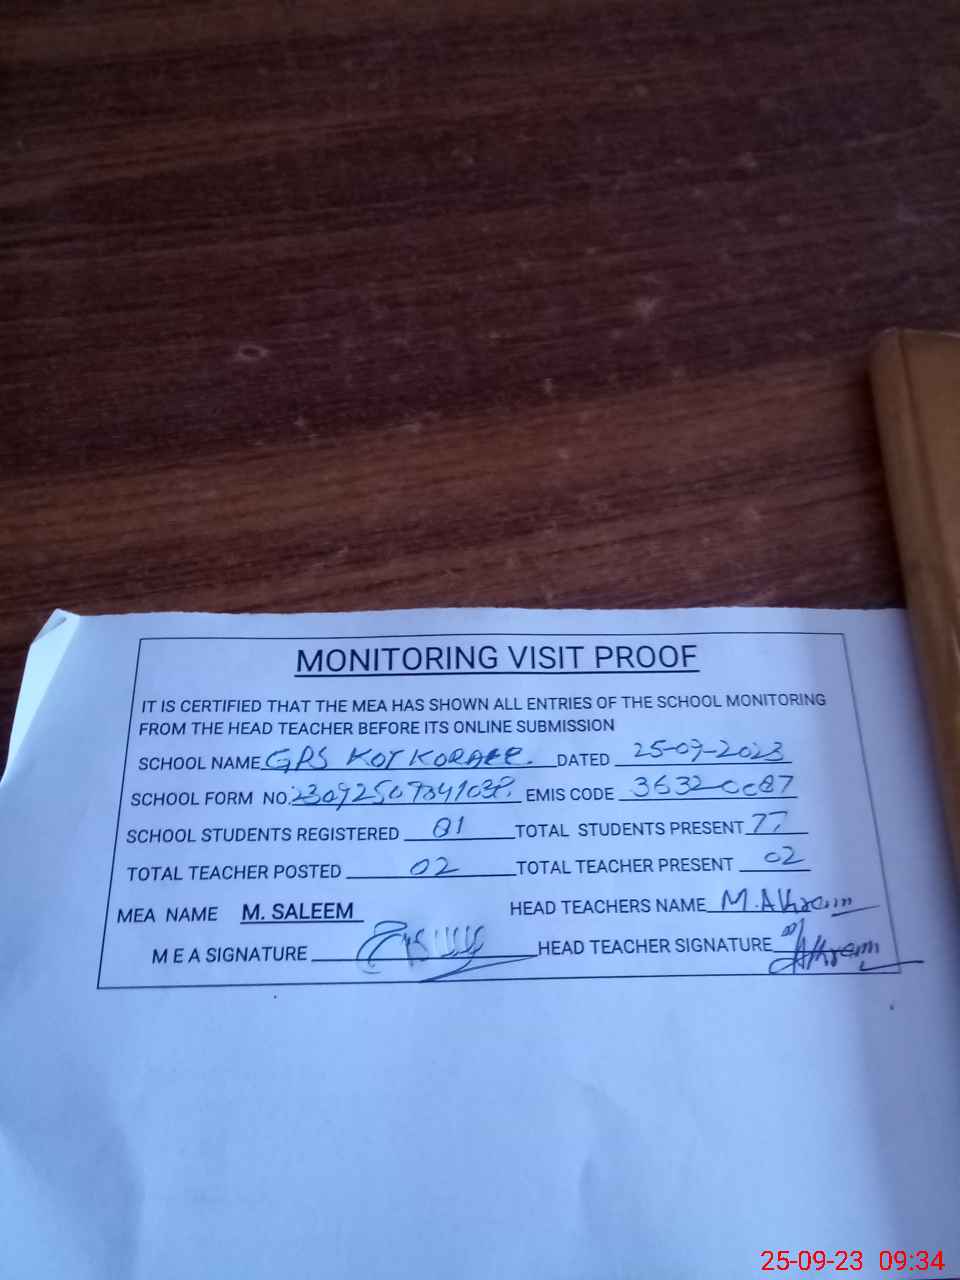 MONITORING VISIT PROOF
IT IS CERTIFIED THAT THE MEA HAS SHOWN ALL ENTRIES OF THE SCHOOL MONITORING
FROM THE HEAD TEACHER BEFORE ITS ONLINE SUBMISSION
SCHOOL NAME GPS KOT DATED 25-09-2023
SCHOOL FORM NO. EMIS CODE
SCHOOL STUDENTS REGISTERED 81 TOTAL STUDENTS PRESENT 77
TOTAL TEACHER POSTED 02 TOTAL TEACHER PRESENT 02
MEA NAME M. SALEEM HEAD TEACHERS NAME M. Akram
M E A SIGNATURE HEAD TEACHER SIGNATURE Akram
25-09-23 09:34